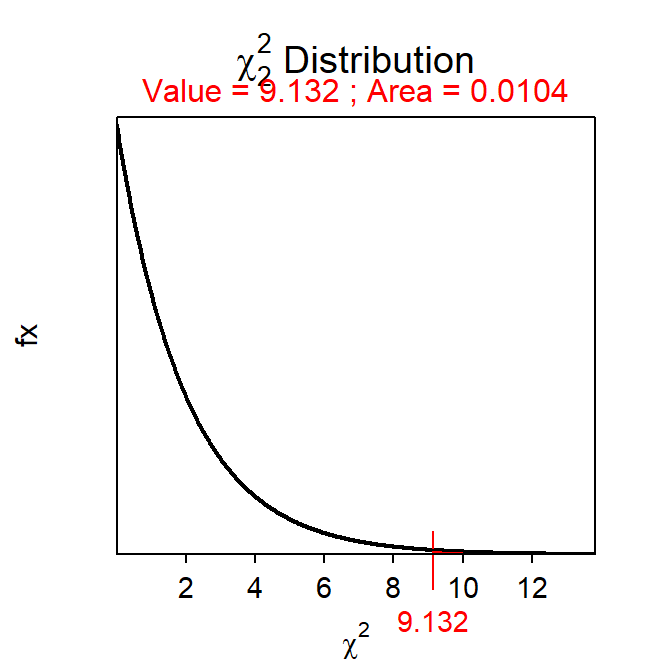 χ²₂ Distribution
Value = 9.132 ; Area = 0.0104
fx
2 4 6 8 10 12
9.132
χ²